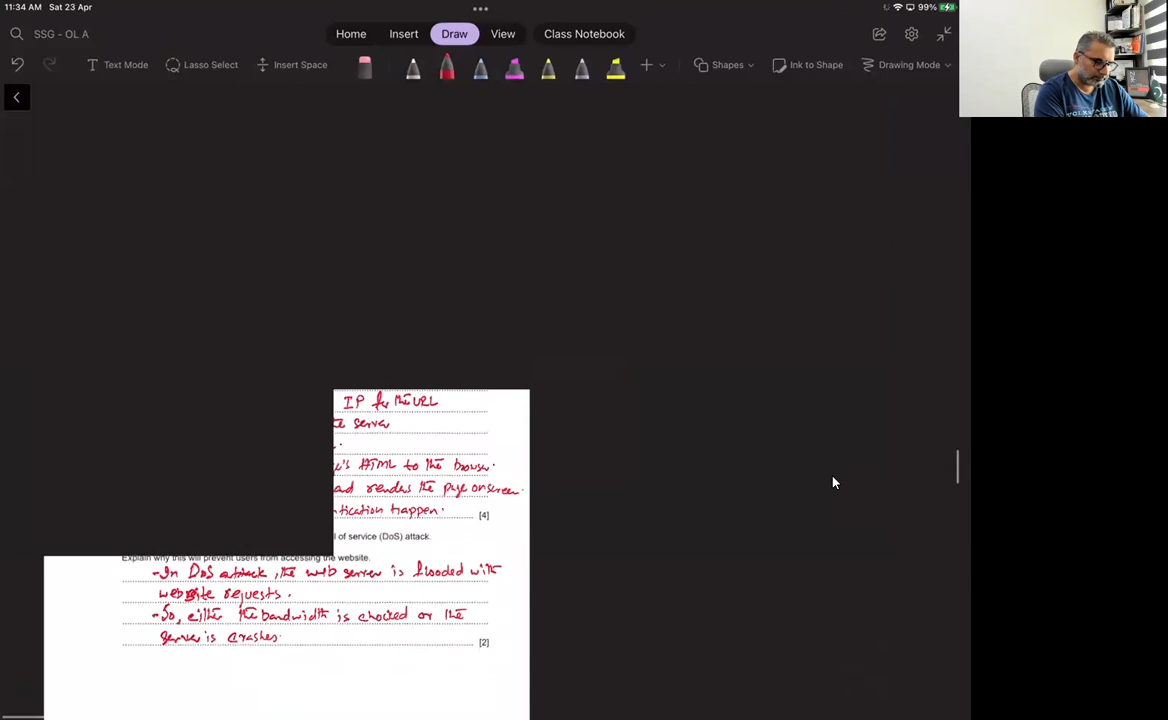 11:34 AM Sat 23 Apr
99%
SSG - OL A
Home Insert Draw View Class Notebook
Text Mode Lasso Select Insert Space Shapes Ink to Shape Drawing Mode
IP for the URL
the server
's HTML to the browser.
and renders the page onscreen.
tication happen. [4]
l of service (DoS) attack.
Explain why this will prevent users from accessing the website.
-In DoS attack, the web server is flooded with
website requests.
-So, either the bandwidth is choked or the
server is crashes. [2]